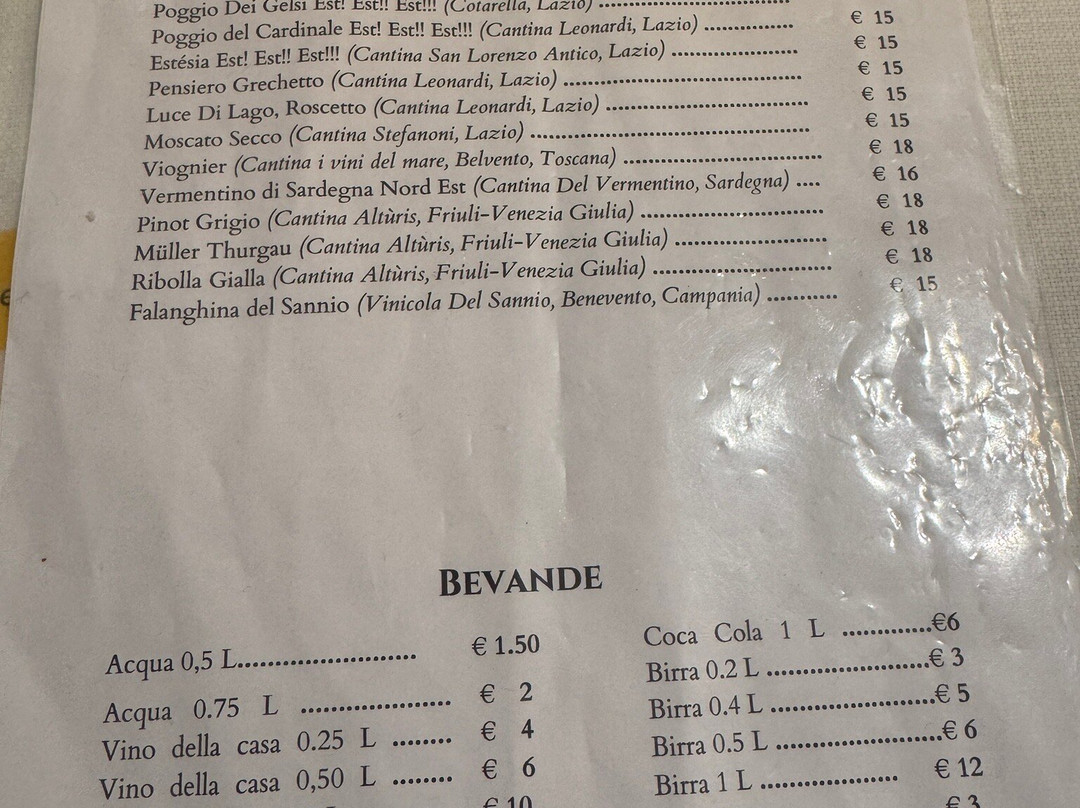 Poggio Dei Gelsi Est! Est!! Est!!! (Cotarella, Lazio) ..........................
Poggio del Cardinale Est! Est!! Est!!! (Cantina Leonardi, Lazio) ............ € 15
Estésia Est! Est!! Est!!! (Cantina San Lorenzo Antico, Lazio) ................. € 15
Pensiero Grechetto (Cantina Leonardi, Lazio) ................................ € 15
Luce Di Lago, Roscetto (Cantina Leonardi, Lazio) ........................... € 15
Moscato Secco (Cantina Stefanoni, Lazio) ..................................... € 15
Viognier (Cantina i vini del mare, Belvento, Toscana) .......................... € 18
Vermentino di Sardegna Nord Est (Cantina Del Vermentino, Sardegna) .... € 16
Pinot Grigio (Cantina Altùris, Friuli-Venezia Giulia) ........................ € 18
Müller Thurgau (Cantina Altùris, Friuli-Venezia Giulia) .................... € 18
Ribolla Gialla (Cantina Altùris, Friuli-Venezia Giulia) ....................... € 18
Falanghina del Sannio (Vinicola Del Sannio, Benevento, Campania) ........... € 15
BEVANDE
Acqua 0,5 L............................ € 1.50
Acqua 0.75 L ....................... € 2
Vino della casa 0.25 L ........ € 4
Vino della casa 0,50 L ........ € 6
€ 10
Coca Cola 1 L .............€6
Birra 0.2 L .......................€ 3
Birra 0.4 L .......................€ 5
Birra 0.5 L .......................€ 6
Birra 1 L ................... € 12
€ 3